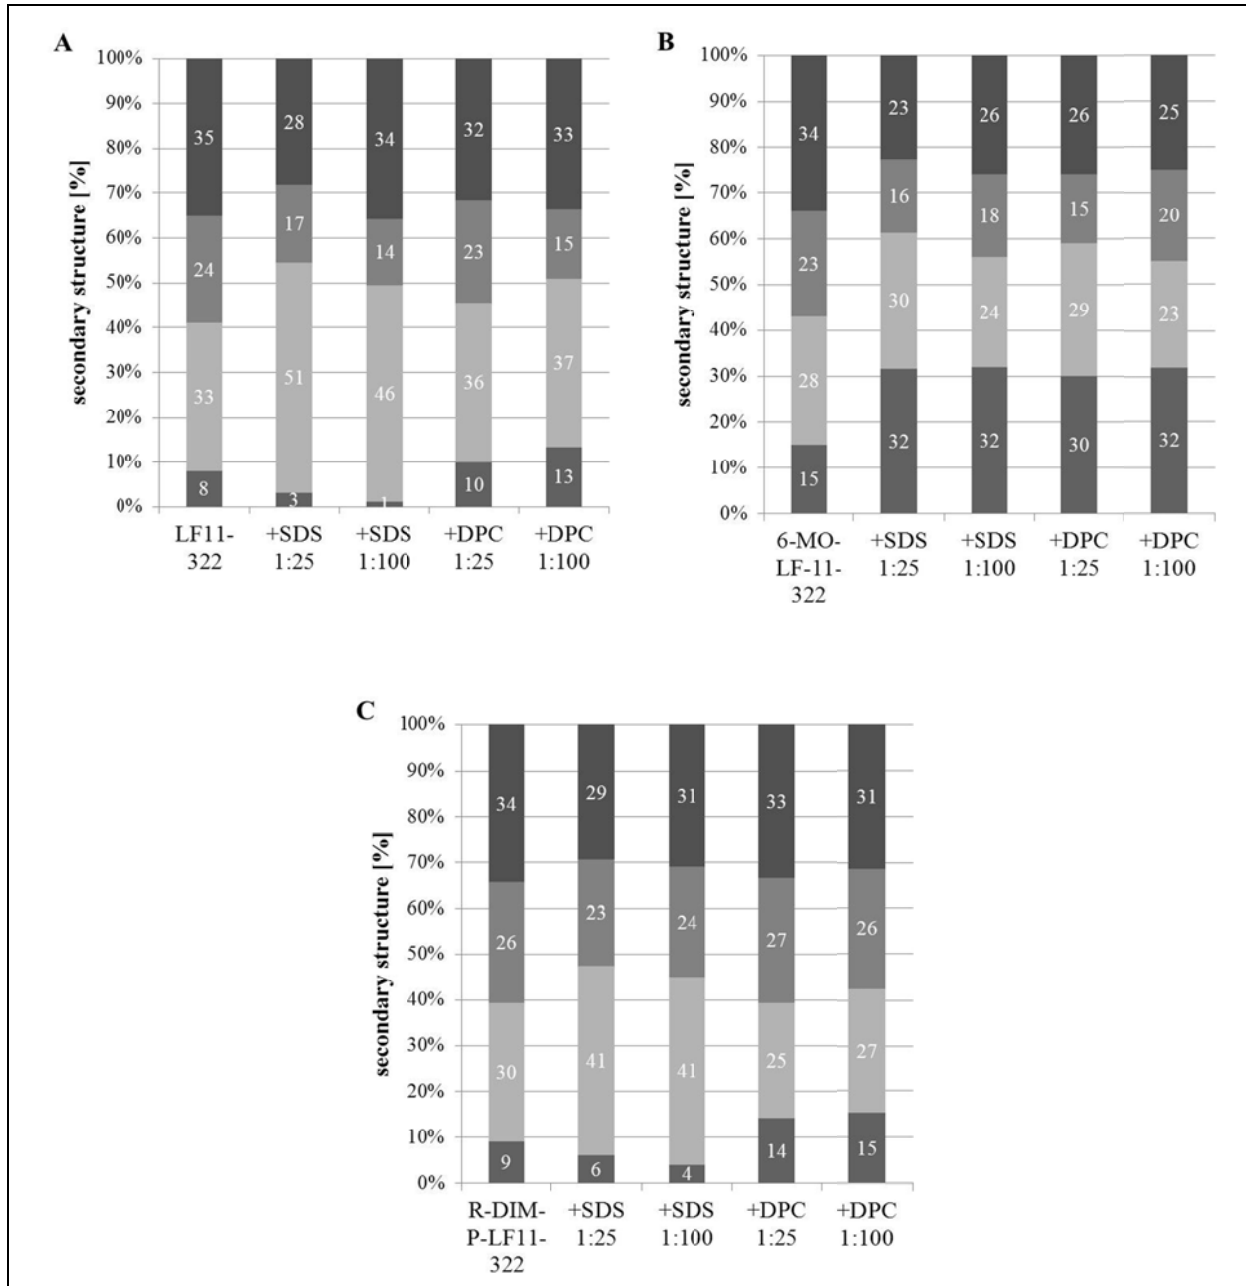 A
secondary structure [%]
100%
90%
80%
70%
60%
50%
40%
30%
20%
10%
0%
35 28 34 32 33
24 17 14 23 15
33 51 46 36 37
8 3 1 10 13
LF11- +SDS +SDS +DPC +DPC
322 1:25 1:100 1:25 1:100
B
secondary structure [%]
100%
90%
80%
70%
60%
50%
40%
30%
20%
10%
0%
34 23 26 26 25
23 16 18 15 20
28 30 24 29 23
15 32 32 30 32
6-MO- +SDS +SDS +DPC +DPC
LF-11- 1:25 1:100 1:25 1:100
322
C
secondary structure [%]
100%
90%
80%
70%
60%
50%
40%
30%
20%
10%
0%
34 29 31 33 31
26 23 24 27 26
30 41 41 25 27
9 6 4 14 15
R-DIM- +SDS +SDS +DPC +DPC
P-LF11- 1:25 1:100 1:25 1:100
322